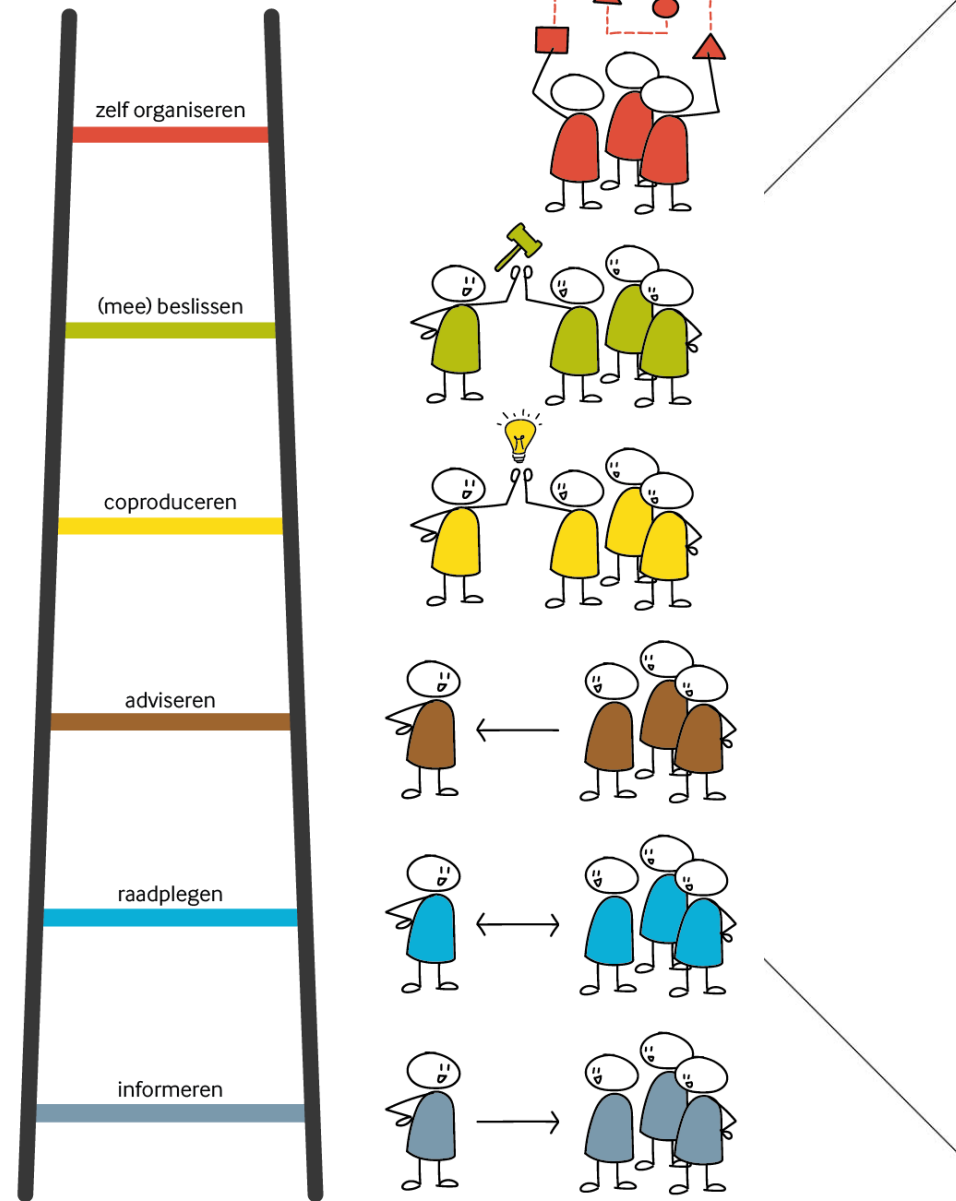 zelf organiseren
(mee) beslissen
coproduceren
adviseren
raadplegen
informeren